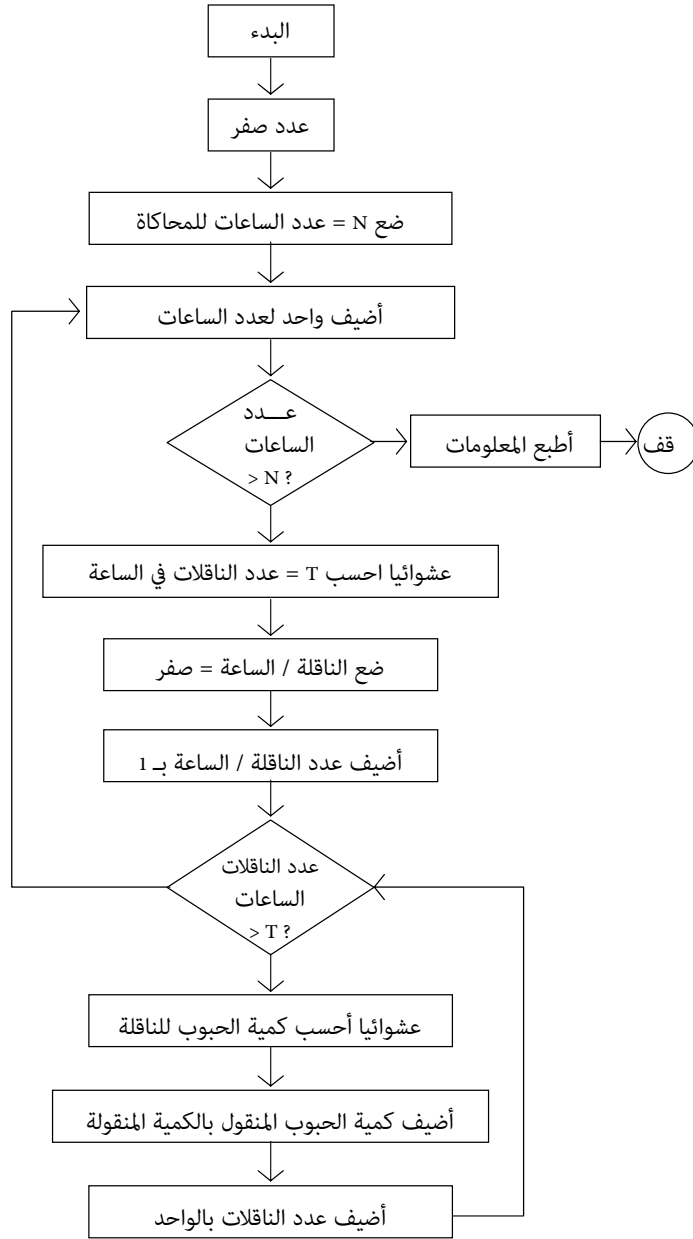 البدء
عدد صفر
ضع N = عدد الساعات للمحاكاة
أضيف واحد لعدد الساعات
عـــدد
الساعات
> N ?
أطبع المعلومات
قف
عشوائيا احسب T = عدد الناقلات في الساعة
ضع الناقلة / الساعة = صفر
أضيف عدد الناقلة / الساعة بـ 1
عدد الناقلات
الساعات
> T ?
عشوائيا أحسب كمية الحبوب للناقلة
أضيف كمية الحبوب المنقول بالكمية المنقولة
أضيف عدد الناقلات بالواحد